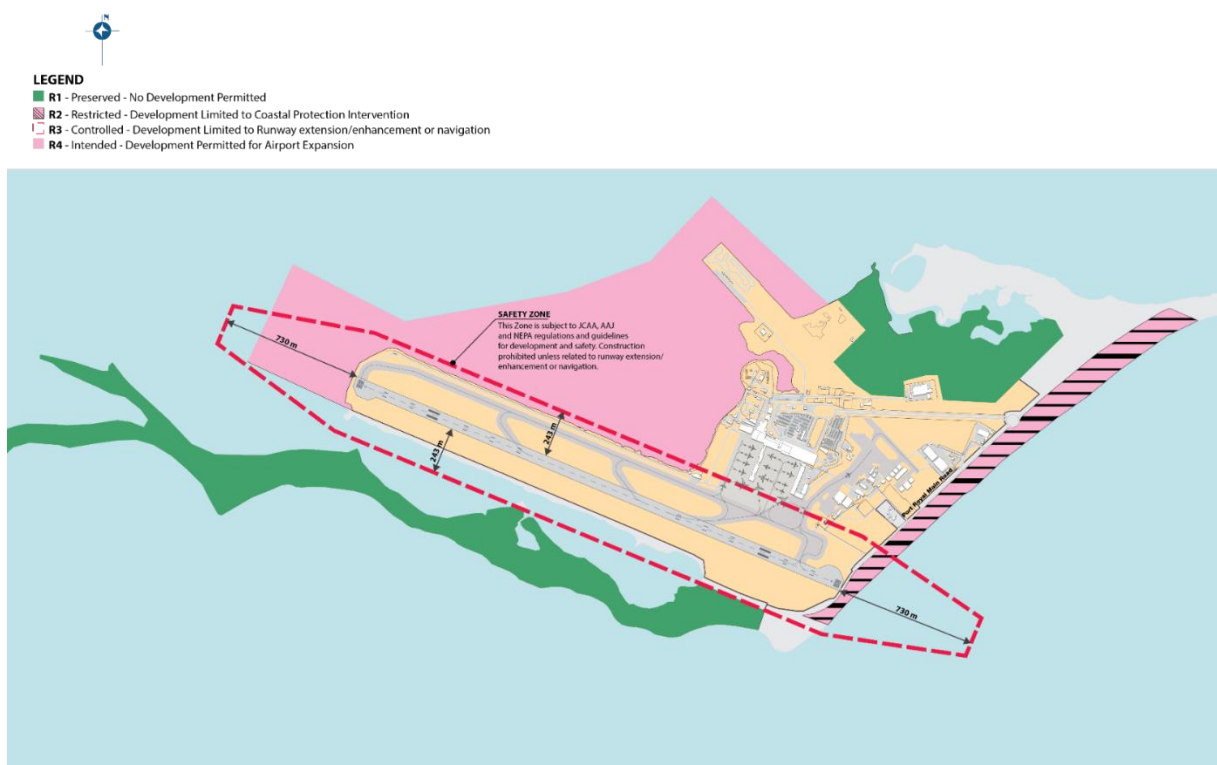 N
LEGEND
R1 - Preserved - No Development Permitted
R2 - Restricted - Development Limited to Coastal Protection Intervention
R3 - Controlled - Development Limited to Runway extension/enhancement or navigation
R4 - Intended - Development Permitted for Airport Expansion
SAFETY ZONE
This Zone is subject to JCAA, AAJ
and NEPA regulations and guidelines
for development and safety. Construction
prohibited unless related to runway extension/
enhancement or navigation.
730 m
243 m
243 m
Port Royal Main Road
730 m